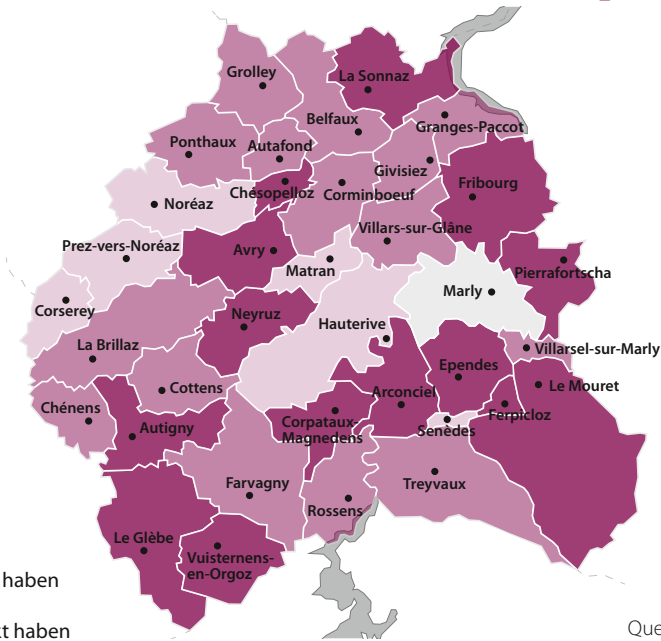 Grolley
La Sonnaz
Belfaux
Granges-Paccot
Ponthaux
Autafond
Givisiez
Fribourg
Chésopelloz
Corminboeuf
Noréaz
Villars-sur-Glâne
Prez-vers-Noréaz
Avry
Matran
Pierrafortscha
Marly
Corserey
Neyruz
Hauterive
La Brillaz
Villarsel-sur-Marly
Ependes
Cottens
Arconciel
Le Mouret
Chénens
Ferpicloz
Autigny
Corpataux-
Magnedens
Senèdes
Farvagny
Treyvaux
Rossens
Le Glèbe
Vuisternens-
en-Orgoz
haben
haben
Que